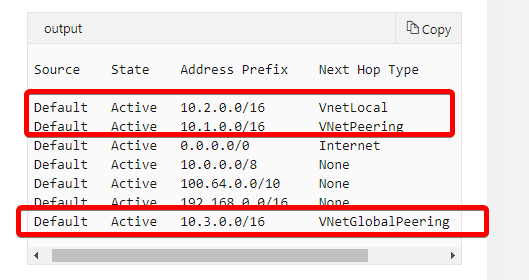 output Copy
Source State Address Prefix Next Hop Type
Default Active 10.2.0.0/16 VnetLocal
Default Active 10.1.0.0/16 VNetPeering
Default Active 0.0.0.0/0 Internet
Default Active 10.0.0.0/8 None
Default Active 100.64.0.0/10 None
Default Active 192.168.0.0/16 None
Default Active 10.3.0.0/16 VNetGlobalPeering